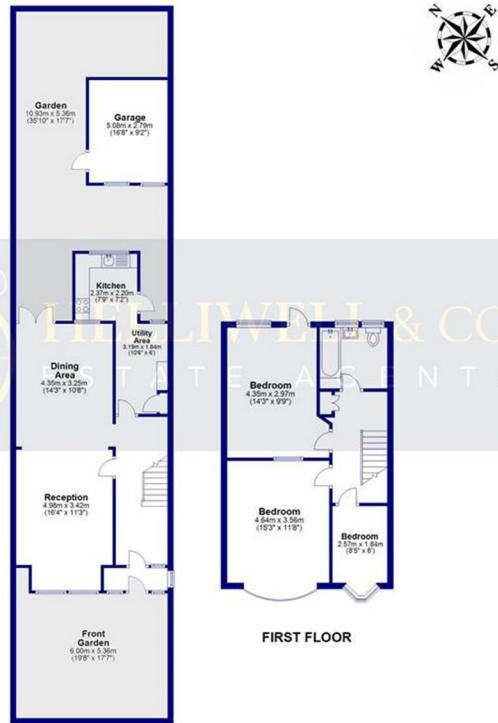 N
E
W
S
Garden
10.93m x 5.36m
(35'10" x 17'7")
Garage
5.08m x 2.79m
(16'8" x 9'2")
Kitchen
2.37m x 2.20m
(7'9" x 7'2")
Utility
Area
3.19m x 1.84m
(10'6" x 6')
HELLIWELL & CO
ESTATE AGENT
Dining
Area
4.35m x 3.25m
(14'3" x 10'8")
Reception
4.98m x 3.42m
(16'4" x 11'3")
Front
Garden
6.00m x 5.36m
(19'8" x 17'7")
Bedroom
4.35m x 2.97m
(14'3" x 9'9")
Bedroom
4.64m x 3.56m
(15'3" x 11'8")
Bedroom
2.57m x 1.84m
(8'5" x 6')
FIRST FLOOR